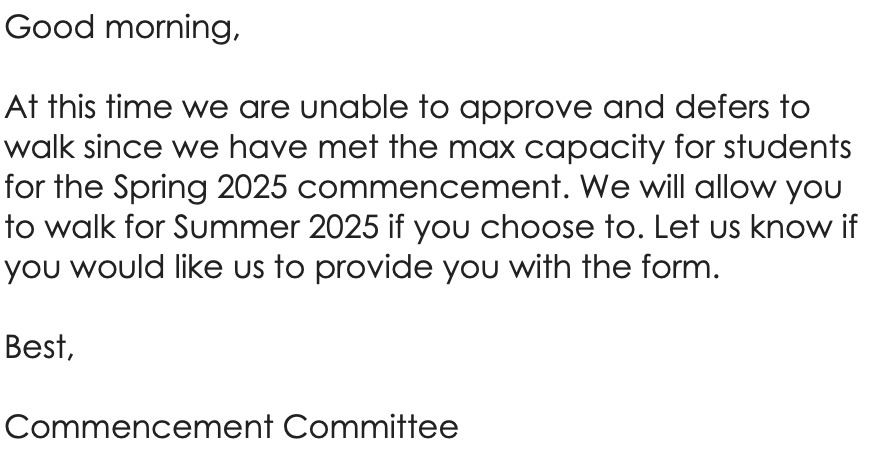 Good morning,
At this time we are unable to approve and defers to
walk since we have met the max capacity for students
for the Spring 2025 commencement. We will allow you
to walk for Summer 2025 if you choose to. Let us know if
you would like us to provide you with the form.
Best,
Commencement Committee